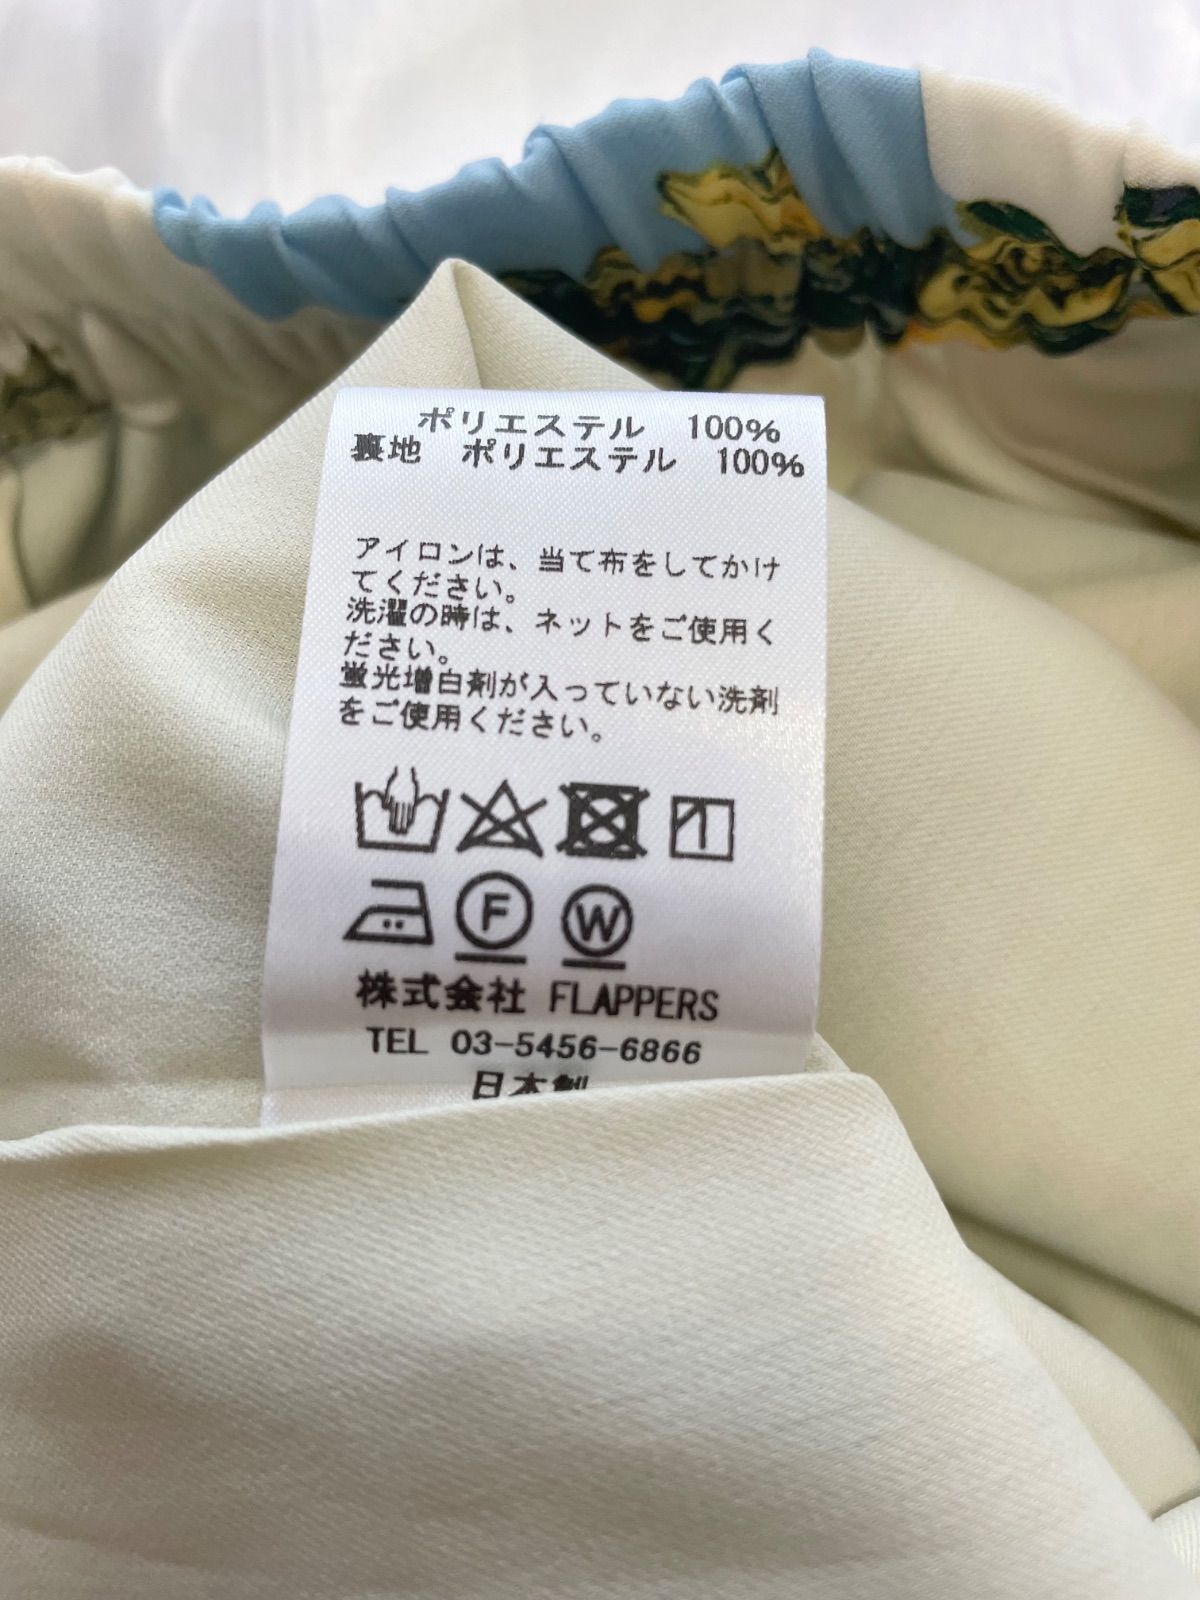 ポリエステル 100%
裏地 ポリエステル 100%
アイロンは、当て布をしてかけ
てください。
洗濯の時は、ネットをご使用く
ださい。
蛍光増白剤が入っていない洗剤
をご使用ください。
F W
株式会社 FLAPPERS
TEL 03-5456-6866
日本製